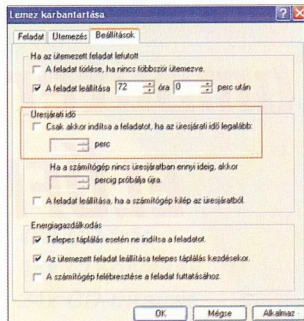 Lemez karbantartása
Feladat Ütemezés Beállítások
Ha az ütemezett feladat lefutott
A feladat törlése, ha nincs többször ütemezve.
A feladat leállítása 72 óra 0 perc után
Üresjárati idő
Csak akkor indítsa a feladatot, ha az üresjárati idő legalább:
perc
Ha a számítógép nincs üresjáratban ennyi ideig, akkor
percig próbálja újra.
A feladat leállítása, ha a számítógép kilép az üresjáratból.
Energiagazdálkodás
Telepes táplálás esetén ne indítsa a feladatot.
Az ütemezett feladat leállítása telepes táplálás kezdésekor.
A számítógép felébresztése a feladat futtatásához.
OK Mégse Alkalmaz